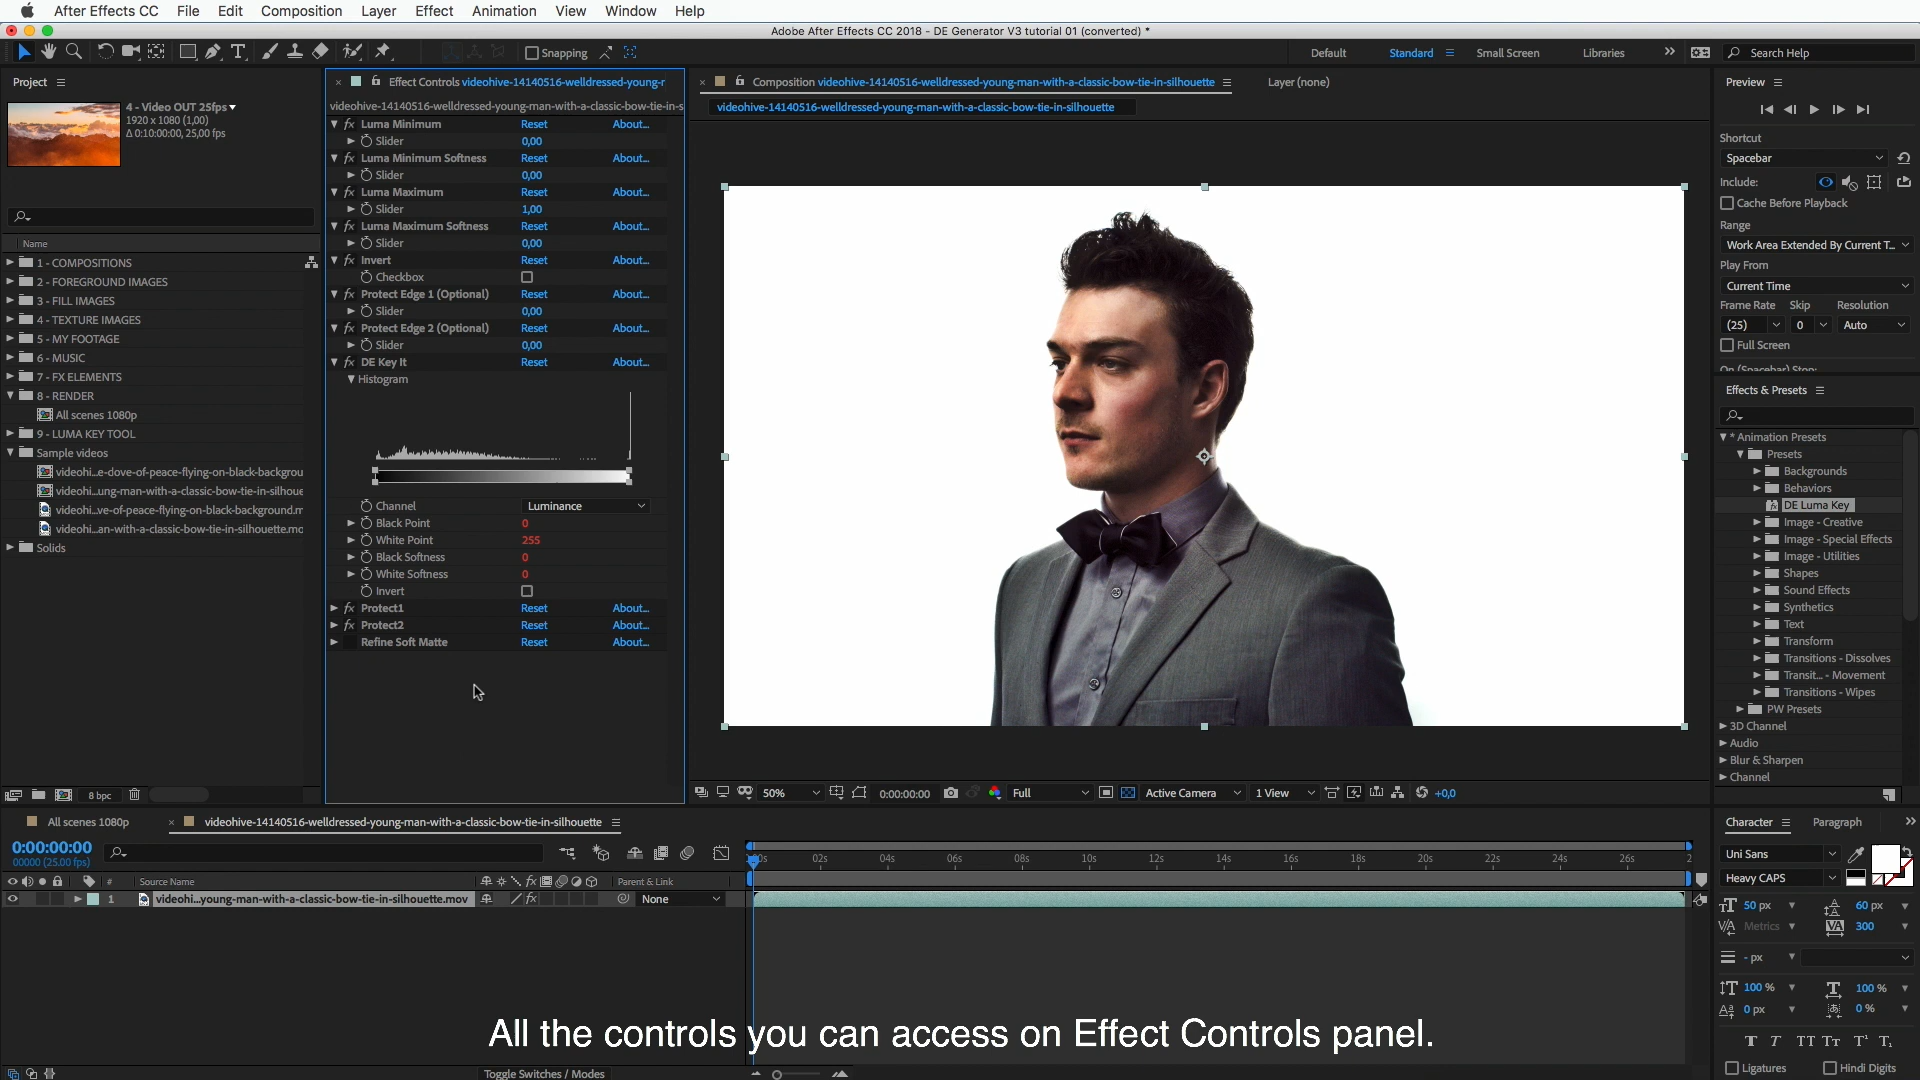 After Effects CC File Edit Composition Layer Effect Animation View Window Help
Adobe After Effects CC 2018 - DE Generator V3 tutorial 01 (converted) *
Snapping
Default Standard Small Screen Libraries Search Help
Project
4 - Video OUT 25fps
1920 x 1080 (1,00)
Δ 0:10:00:00, 25,00 fps
Name
1 - COMPOSITIONS
2 - FOREGROUND IMAGES
3 - FILL IMAGES
4 - TEXTURE IMAGES
5 - MY FOOTAGE
6 - MUSIC
7 - FX ELEMENTS
8 - RENDER
All scenes 1080p
9 - LUMA KEY TOOL
Sample videos
videohi...e-dove-of-peace-flying-on-black-backgrou
videohi...ung-man-with-a-classic-bow-tie-in-silhoue
videohi...ve-of-peace-flying-on-black-background.m
videohi...an-with-a-classic-bow-tie-in-silhouette.mo
Solids
8 bpc
Effect Controls videohive-14140516-welldressed-young-r
videohive-14140516-welldressed-young-man-with-a-classic-bow-tie-in-s
fx Luma Minimum Reset About...
Slider 0,00
fx Luma Minimum Softness Reset About...
Slider 0,00
fx Luma Maximum Reset About...
Slider 1,00
fx Luma Maximum Softness Reset About...
Slider 0,00
fx Invert Reset About...
Checkbox
fx Protect Edge 1 (Optional) Reset About...
Slider 0,00
fx Protect Edge 2 (Optional) Reset About...
Slider 0,00
fx DE Key It Reset About...
Histogram
Channel Luminance
Black Point 0
White Point 255
Black Softness 0
White Softness 0
Invert
fx Protect1 Reset About...
fx Protect2 Reset About...
Refine Soft Matte Reset About...
Composition videohive-14140516-welldressed-young-man-with-a-classic-bow-tie-in-silhouette
Layer (none)
videohive-14140516-welldressed-young-man-with-a-classic-bow-tie-in-silhouette
50% 0:00:00:00 Full Active Camera 1 View +0,0
Preview
Shortcut
Spacebar
Include:
Cache Before Playback
Range
Work Area Extended By Current T...
Play From
Current Time
Frame Rate Skip Resolution
(25) 0 Auto
Full Screen
On (Spacebar) Stop:
Effects & Presets
* Animation Presets
Presets
Backgrounds
Behaviors
DE Luma Key
Image - Creative
Image - Special Effects
Image - Utilities
Shapes
Sound Effects
Synthetics
Text
Transform
Transitions - Dissolves
Transit... - Movement
Transitions - Wipes
PW Presets
3D Channel
Audio
Blur & Sharpen
Channel
All scenes 1080p
videohive-14140516-welldressed-young-man-with-a-classic-bow-tie-in-silhouette
0:00:00:00
00000 (25.00 fps)
# Source Name
fx
Parent & Link
1 videohi...young-man-with-a-classic-bow-tie-in-silhouette.mov fx None
02s 04s 06s 08s 10s 12s 14s 16s 18s 20s 22s 24s 26s 2
Toggle Switches / Modes
Character Paragraph
Uni Sans
Heavy CAPS
50 px 60 px
Metrics 300
- px
100 % 100 %
0 px 0 %
T T TT Tt T¹ T₁
Ligatures Hindi Digits
All the controls you can access on Effect Controls panel.